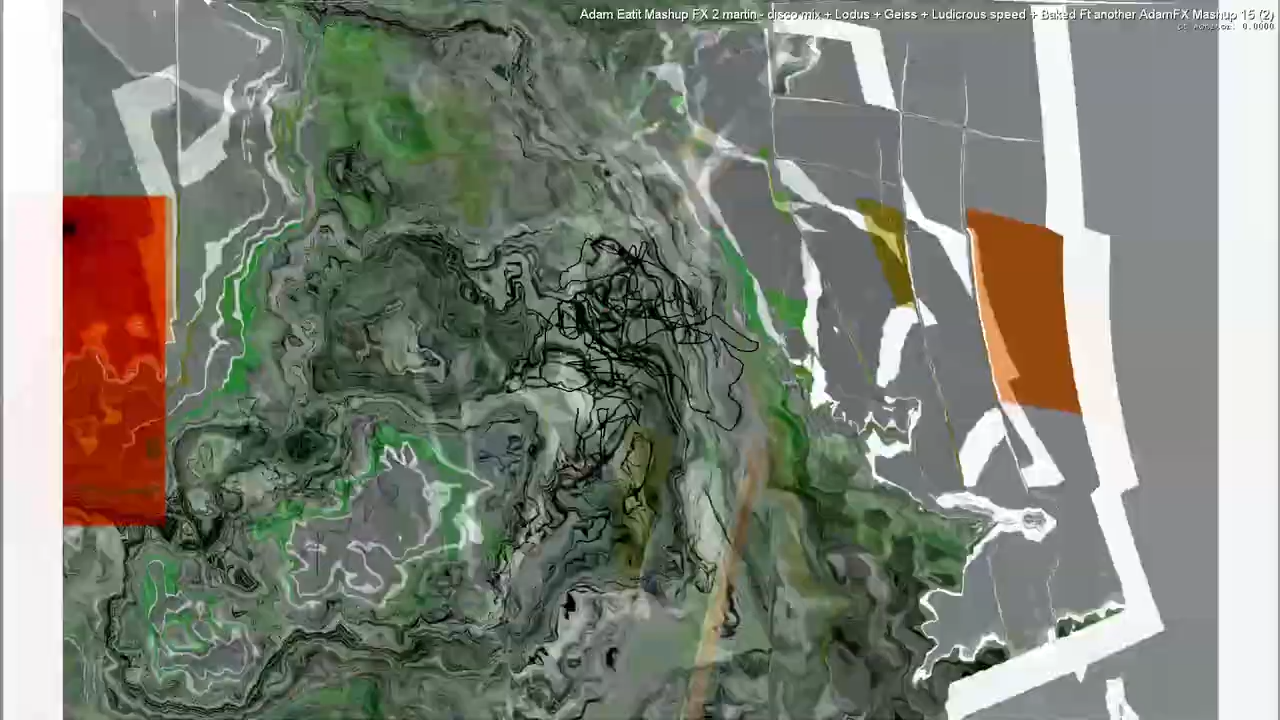 Adam Eatit Mashup FX 2 martin - disco mix + Lodus + Geiss + Ludicrous speed + Baked Ft another AdamFX Mashup 15 (2)